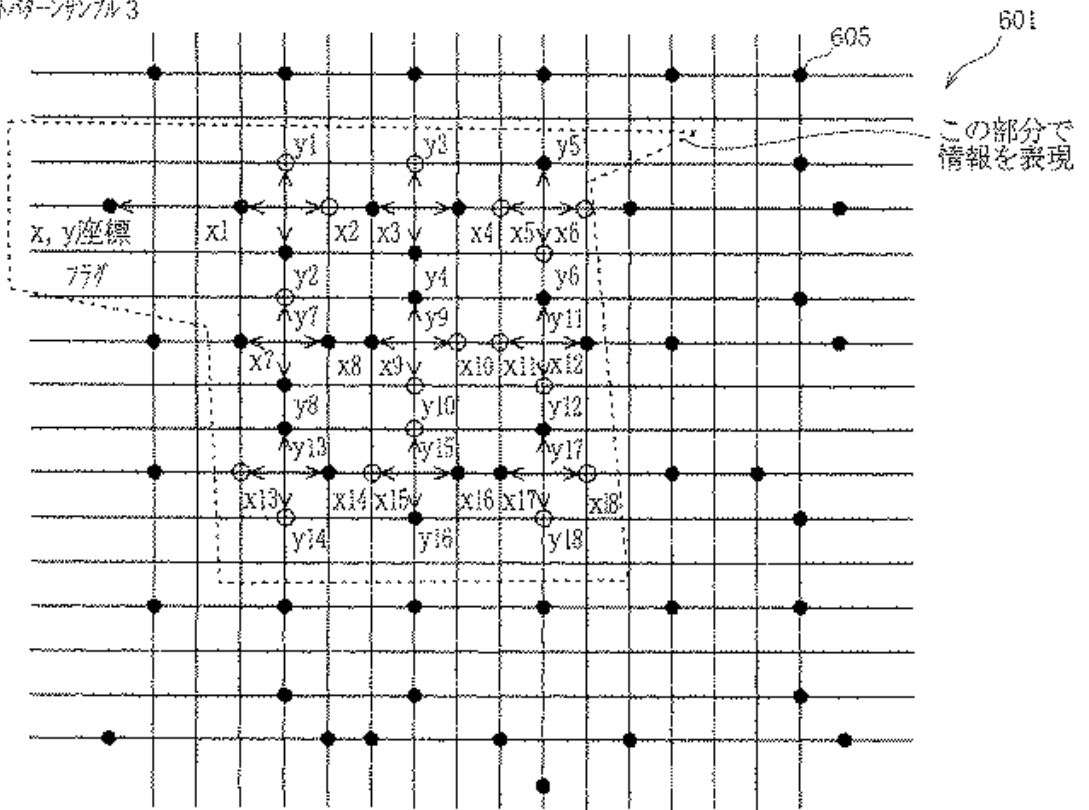 トパターンサンプル3
601
605
この部分で
情報を表現
y1 y3 y5
x,y座標
x1 x2 x3 x4 x5 x6
フラグ
y2 y4 y6
y7 y9 y11
x7 x8 x9 x10 x11 x12
y8 y10 y12
y13 y15 y17
x13 x14 x15 x16 x17 x18
y14 y16 y18